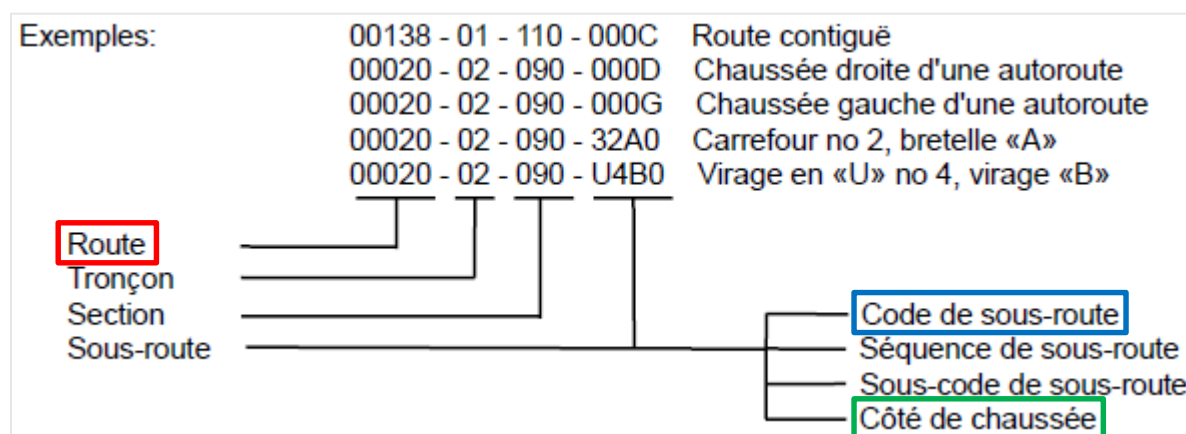 Exemples: 00138 - 01 - 110 - 000C Route contiguë
00020 - 02 - 090 - 000D Chaussée droite d'une autoroute
00020 - 02 - 090 - 000G Chaussée gauche d'une autoroute
00020 - 02 - 090 - 32A0 Carrefour no 2, bretelle «A»
00020 - 02 - 090 - U4B0 Virage en «U» no 4, virage «B»
Route
Tronçon
Section
Sous-route
Code de sous-route
Séquence de sous-route
Sous-code de sous-route
Côté de chaussée